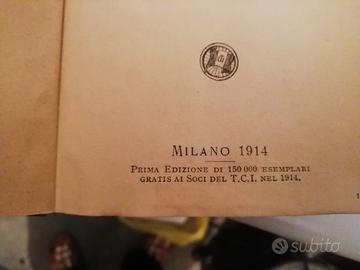 MILANO 1914
PRIMA EDIZIONE DI 150 000 ESEMPLARI
GRATIS AI SOCI DEL T.C.I. NEL 1914.
subito